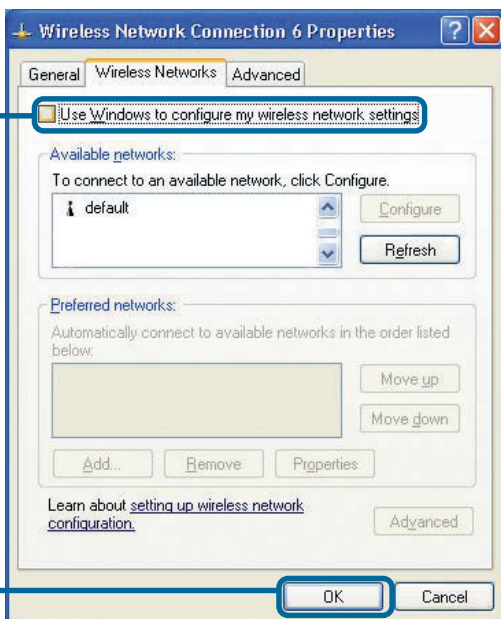 Wireless Network Connection 6 Properties
General Wireless Networks Advanced
Use Windows to configure my wireless network settings
Available networks:
To connect to an available network, click Configure.
default
Configure
Refresh
Preferred networks:
Automatically connect to available networks in the order listed
below:
Move up
Move down
Add... Remove Properties
Learn about setting up wireless network
configuration.
Advanced
OK Cancel